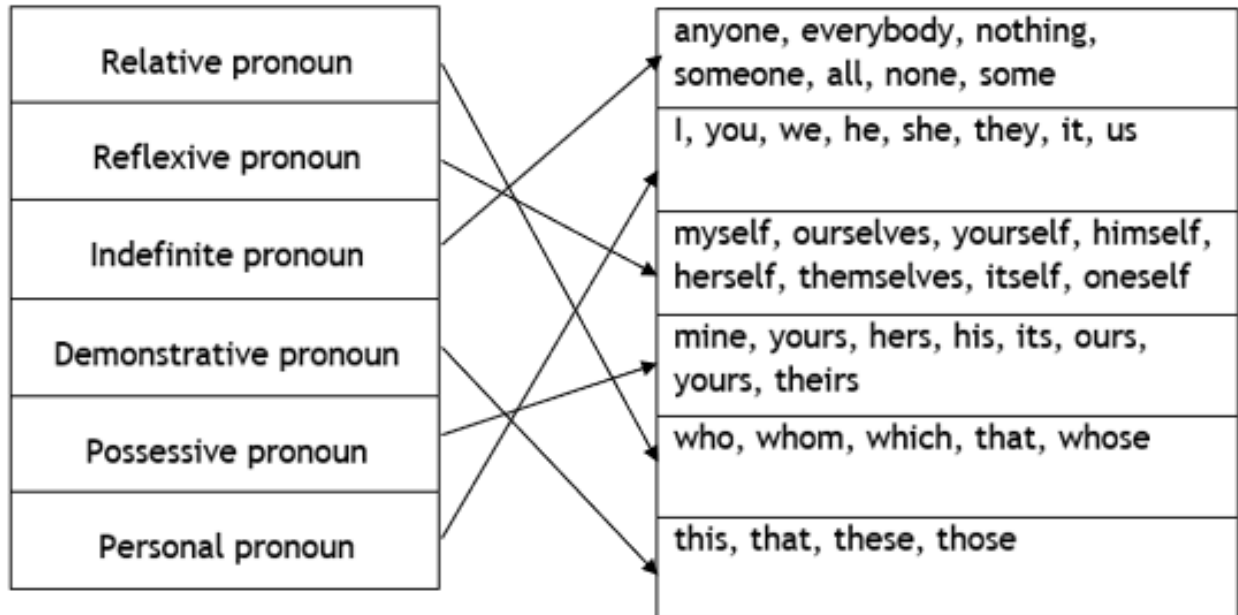 Relative pronoun
Reflexive pronoun
Indefinite pronoun
Demonstrative pronoun
Possessive pronoun
Personal pronoun
anyone, everybody, nothing,
someone, all, none, some
I, you, we, he, she, they, it, us
myself, ourselves, yourself, himself,
herself, themselves, itself, oneself
mine, yours, hers, his, its, ours,
yours, theirs
who, whom, which, that, whose
this, that, these, those